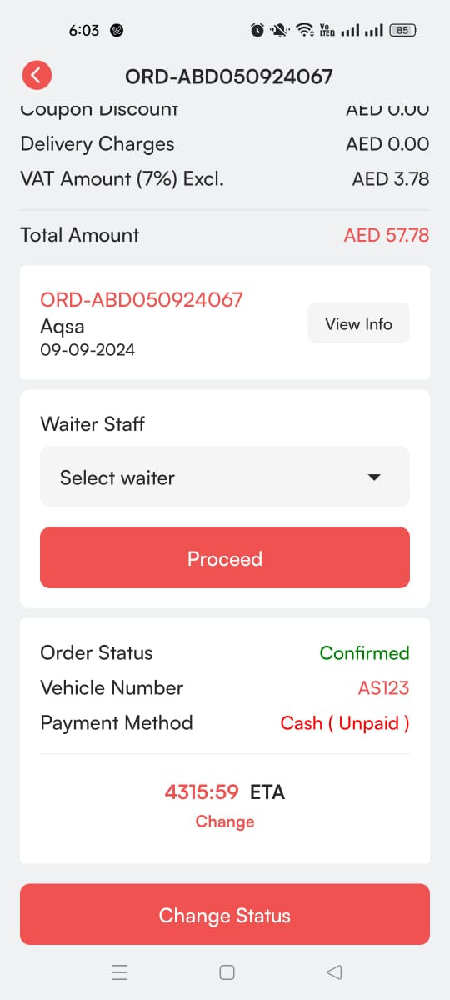 6:03
Vo
LTED
85
ORD-ABD050924067
Coupon Discount AED 0.00
Delivery Charges AED 0.00
VAT Amount (7%) Excl. AED 3.78
Total Amount AED 57.78
ORD-ABD050924067
Aqsa
09-09-2024
View Info
Waiter Staff
Select waiter
Proceed
Order Status Confirmed
Vehicle Number AS123
Payment Method Cash ( Unpaid )
4315:59 ETA
Change
Change Status